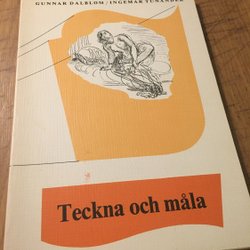 GUNNAR DALBLOM / INGEMAR TUNANDER
Teckna och måla